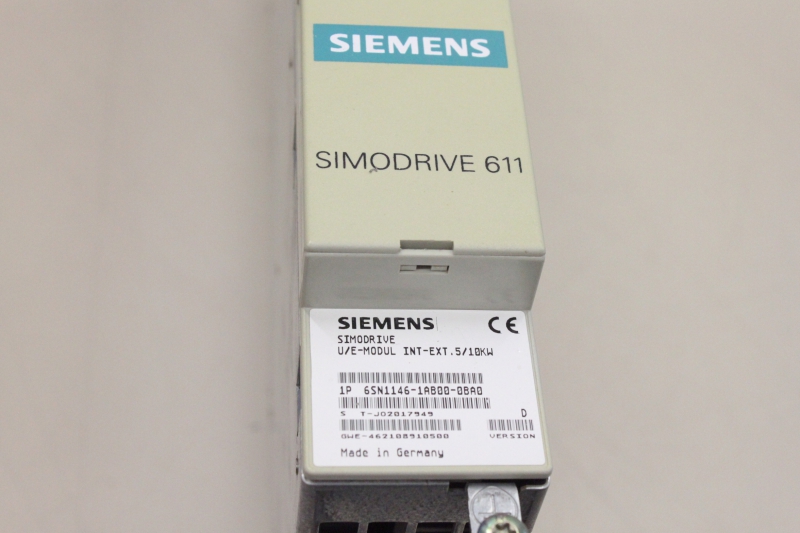 SIEMENS
SIMODRIVE 611
SIEMENS CE
SIMODRIVE
U/E-MODUL INT-EXT.5/10KW
1P 6SN1146-1AB00-0BA0
S T-J02017949 D
GWE-462108910500 VERSION
Made in Germany